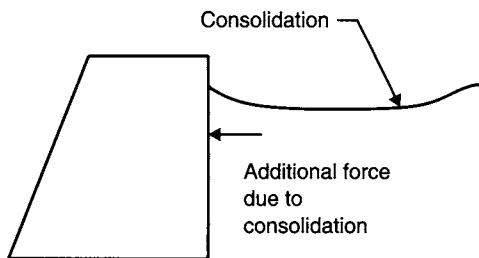 Consolidation
Additional force
due to
consolidation